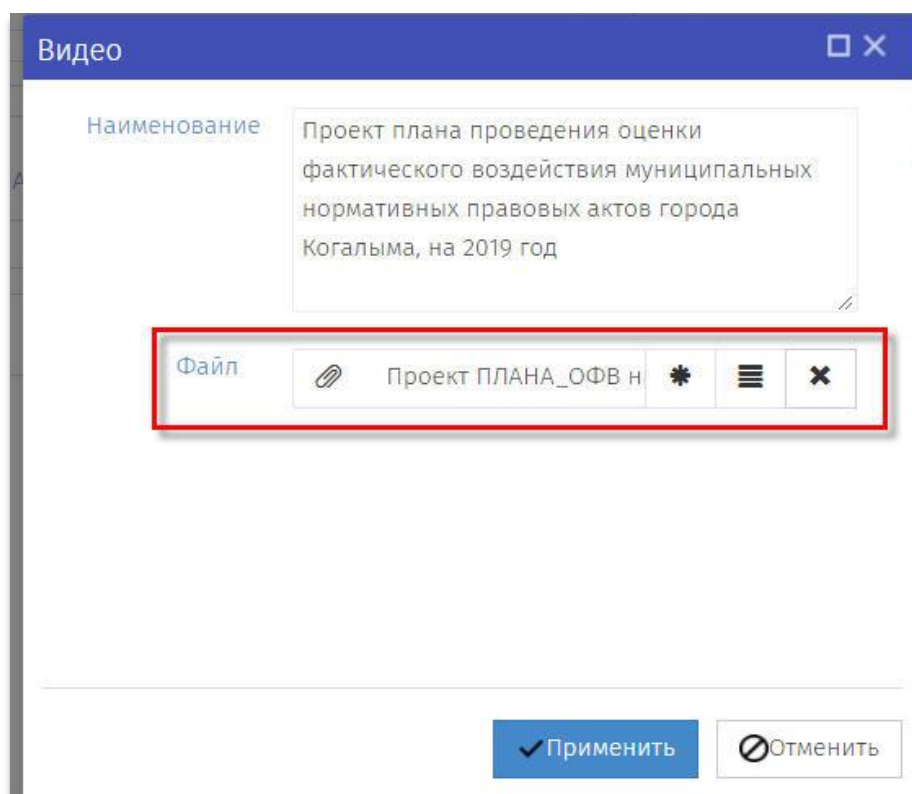 Видео
Наименование
Проект плана проведения оценки
фактического воздействия муниципальных
нормативных правовых актов города
Когалыма, на 2019 год
Файл
Проект ПЛАНА_ОФВ н
Применить Отменить